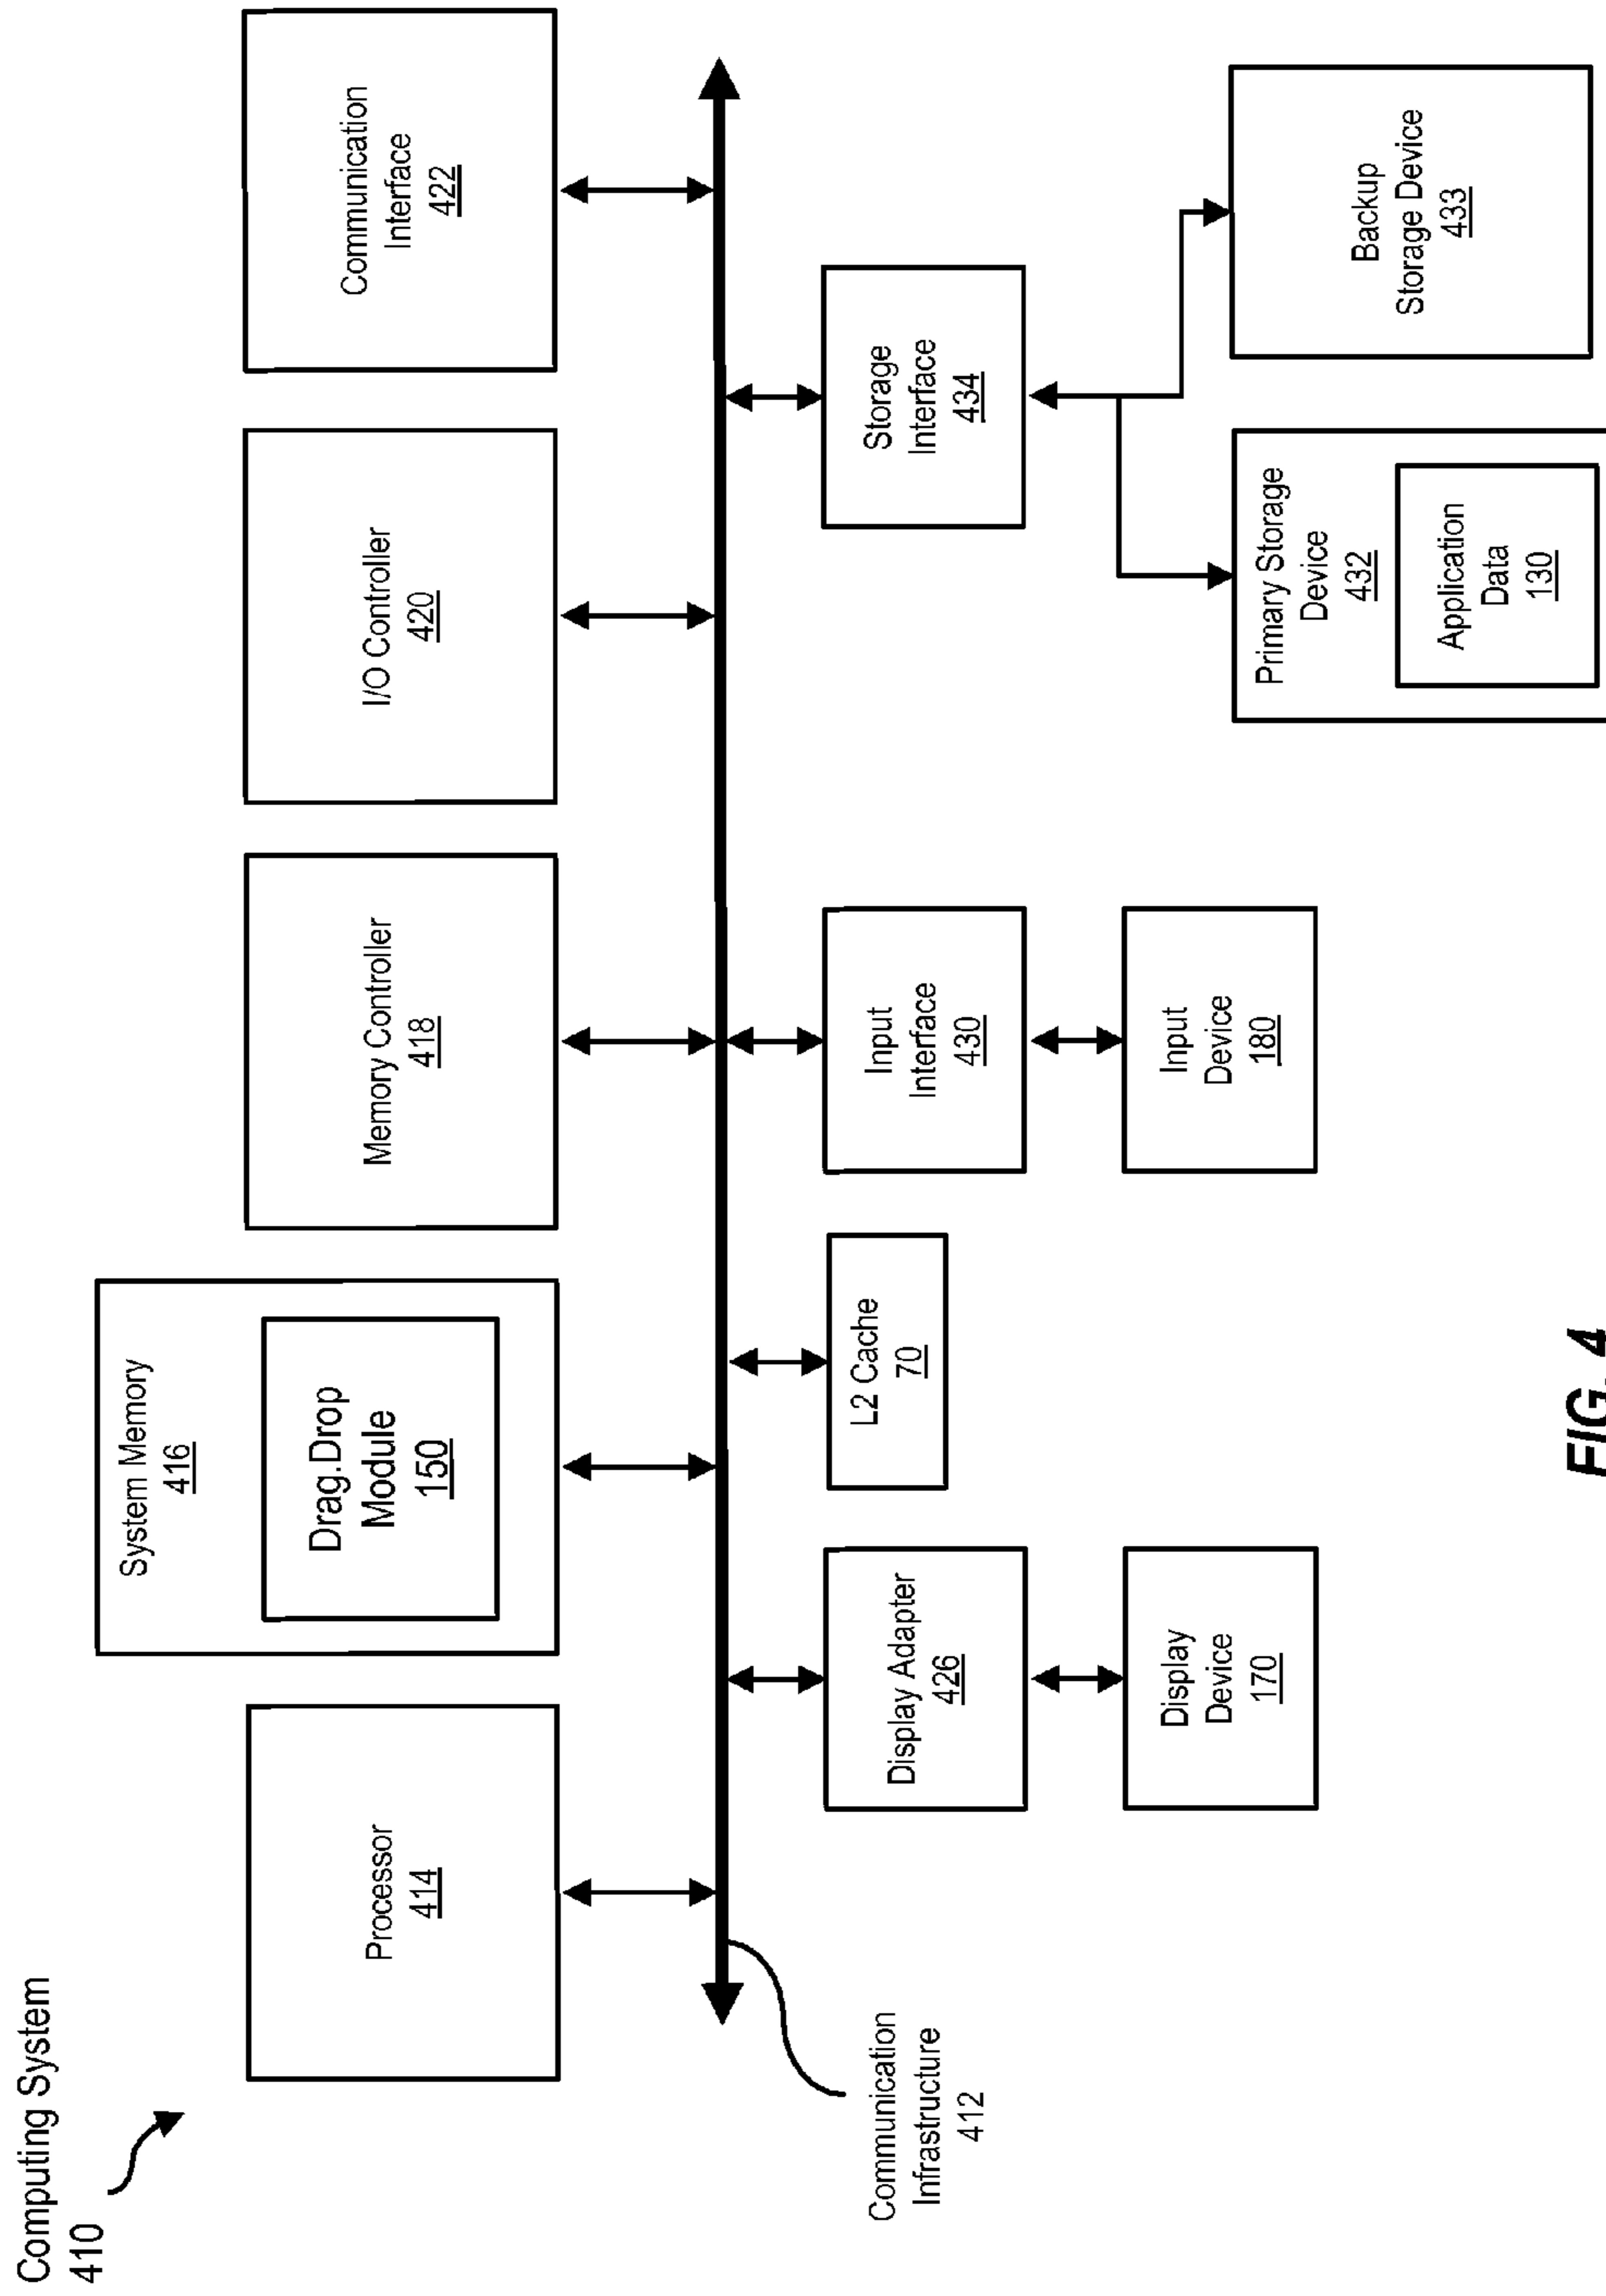 Computing System
410
Processor
414
System Memory
416
Drag.Drop
Module
150
Memory Controller
418
I/O Controller
420
Communication
Interface
422
Communication
Infrastructure
412
Display Adapter
426
L2 Cache
70
Input
Interface
430
Storage
Interface
434
Display
Device
170
Input
Device
180
Primary Storage
Device
432
Application
Data
130
Backup
Storage Device
433
FIG. 4